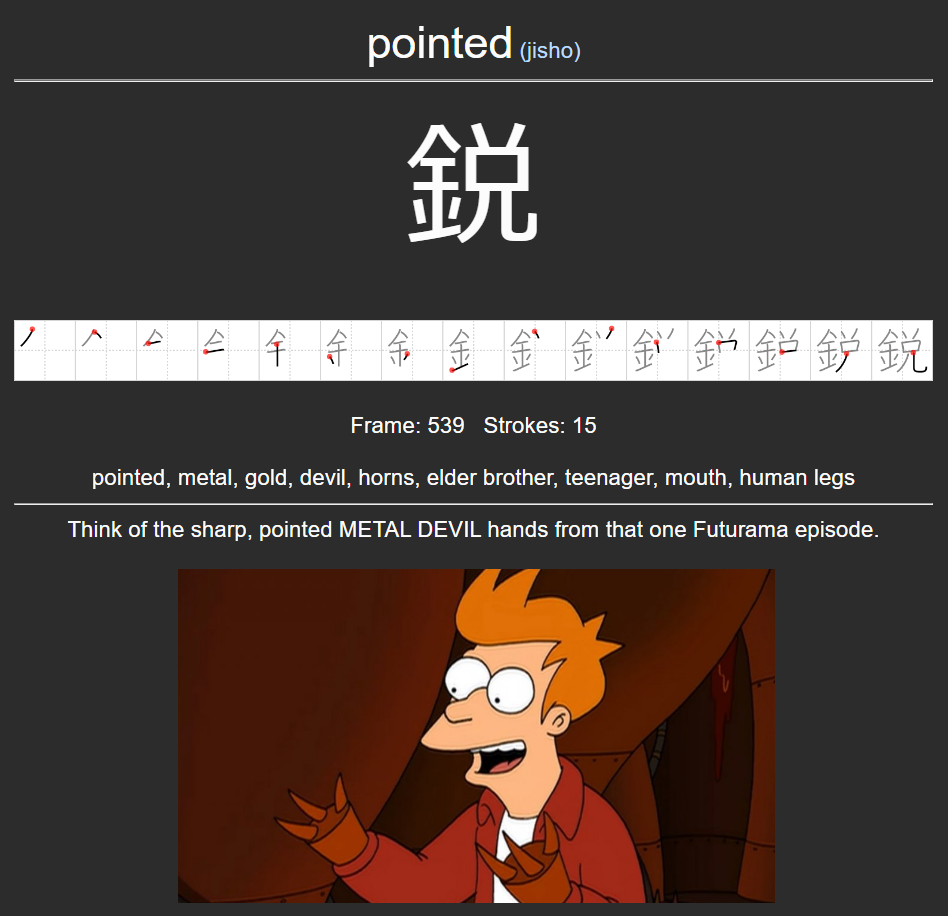 pointed (jisho)
鋭
Frame: 539 Strokes: 15
pointed, metal, gold, devil, horns, elder brother, teenager, mouth, human legs
Think of the sharp, pointed METAL DEVIL hands from that one Futurama episode.